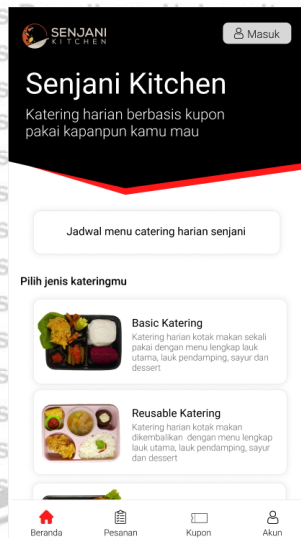 SENJANI
KITCHEN
Masuk
Senjani Kitchen
Katering harian berbasis kupon
pakai kapanpun kamu mau
Jadwal menu catering harian senjani
Pilih jenis kateringmu
Basic Katering
Katering harian kotak makan sekali
pakai dengan menu lengkap lauk
utama, lauk pendamping, sayur dan
dessert
Reusable Katering
Katering harian kotak makan
dikembalikan dengan menu lengkap
lauk utama, lauk pendamping, sayur
dan dessert
Beranda
Pesanan
Kupon
Akun